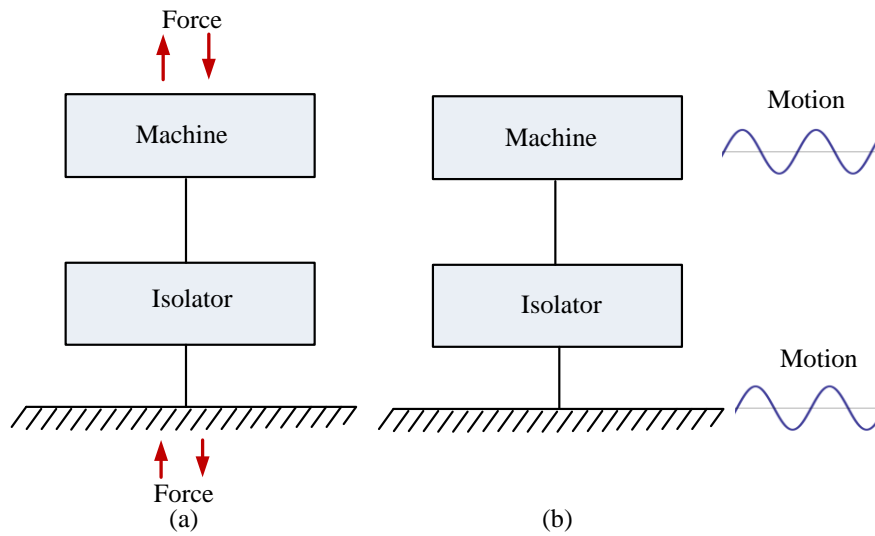 Force
Machine
Isolator
Force
(a)
Machine
Isolator
(b)
Motion
Motion